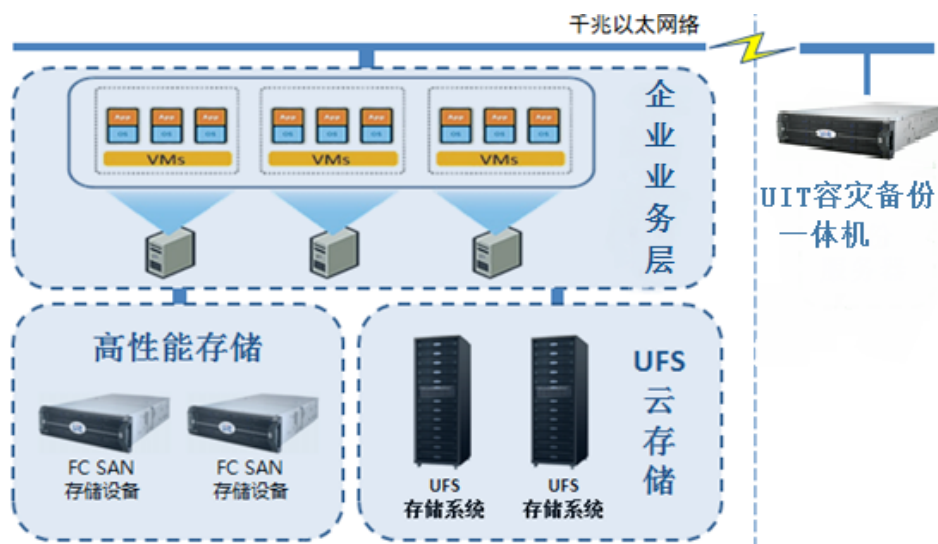 千兆以太网络
App App App
OS OS OS
VMs
App App App
OS OS OS
VMs
App App App
OS OS OS
VMs
企业业务层
UIT容灾备份
一体机
高性能存储
FC SAN
存储设备
FC SAN
存储设备
UFS
云存储
UFS
存储系统
UFS
存储系统